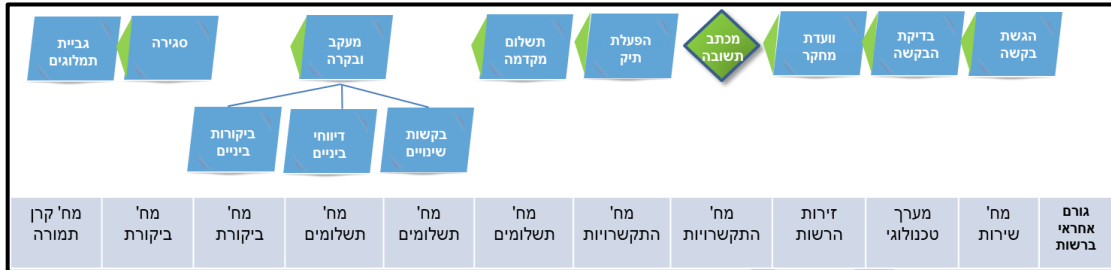 הגשת
בקשה
בדיקת
הבקשה
וועדת
מחקר
מכתב
תשובה
הפעלת
תיק
תשלום
מקדמה
מעקב
ובקרה
סגירה
גביית
תמלוגים
בקשות
שינויים
דיווחי
ביניים
ביקורות
ביניים
גורם
אחראי
ברשות
מח'
שירות
מערך
טכנולוגי
זירות
הרשות
מח'
התקשרויות
מח'
התקשרויות
מח'
תשלומים
מח'
תשלומים
מח'
תשלומים
מח'
ביקורת
מח'
ביקורת
מח' קרן
תמורה